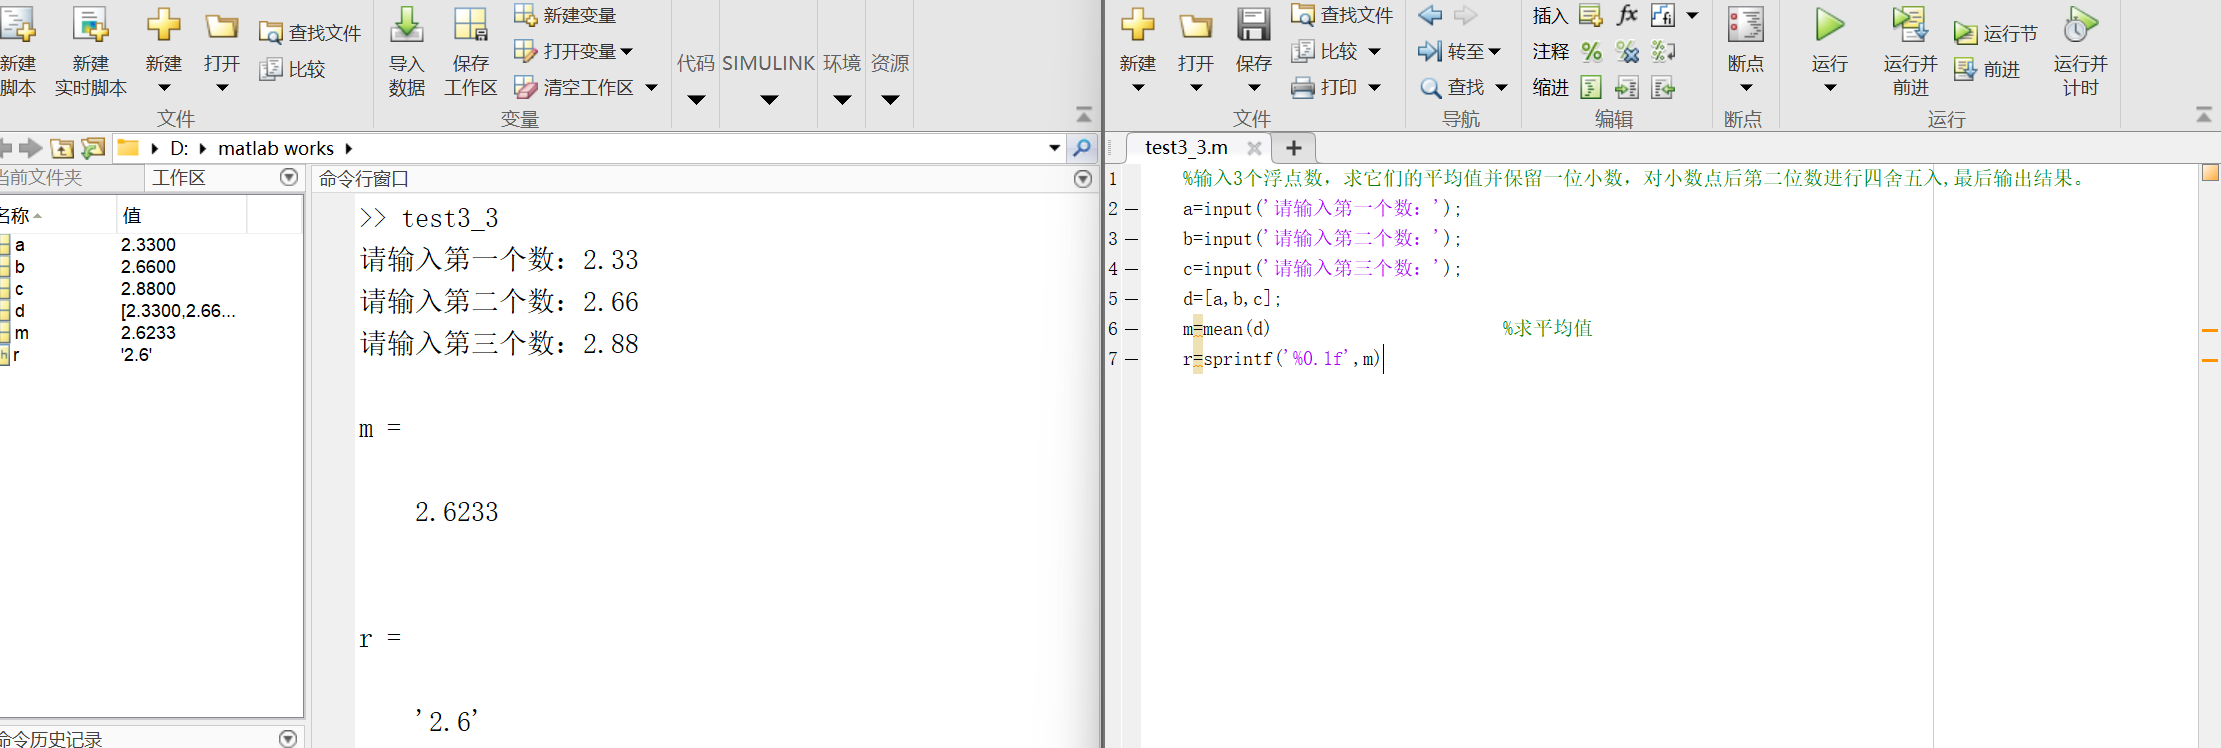 新建
脚本
新建
实时脚本
新建
打开
查找文件
比较
文件
导入
数据
保存
工作区
新建变量
打开变量
清空工作区
变量
代码
SIMULINK
环境
资源
D:
matlab works
当前文件夹
工作区
名称
值
a 2.3300
b 2.6600
c 2.8800
d [2.3300,2.66...
m 2.6233
r '2.6'
命令历史记录
命令行窗口
>> test3_3
请输入第一个数：2.33
请输入第二个数：2.66
请输入第三个数：2.88
m =
2.6233
r =
'2.6'
新建
打开
保存
查找文件
比较
打印
文件
转至
查找
导航
插入
fx
fi
注释
缩进
编辑
断点
断点
运行
运行并
前进
运行节
前进
运行并
计时
运行
test3_3.m
1 %输入3个浮点数，求它们的平均值并保留一位小数，对小数点后第二位数进行四舍五入,最后输出结果。
2 — a=input('请输入第一个数：');
3 — b=input('请输入第二个数：');
4 — c=input('请输入第三个数：');
5 — d=[a,b,c];
6 — m=mean(d) %求平均值
7 — r=sprintf('%0.1f',m)